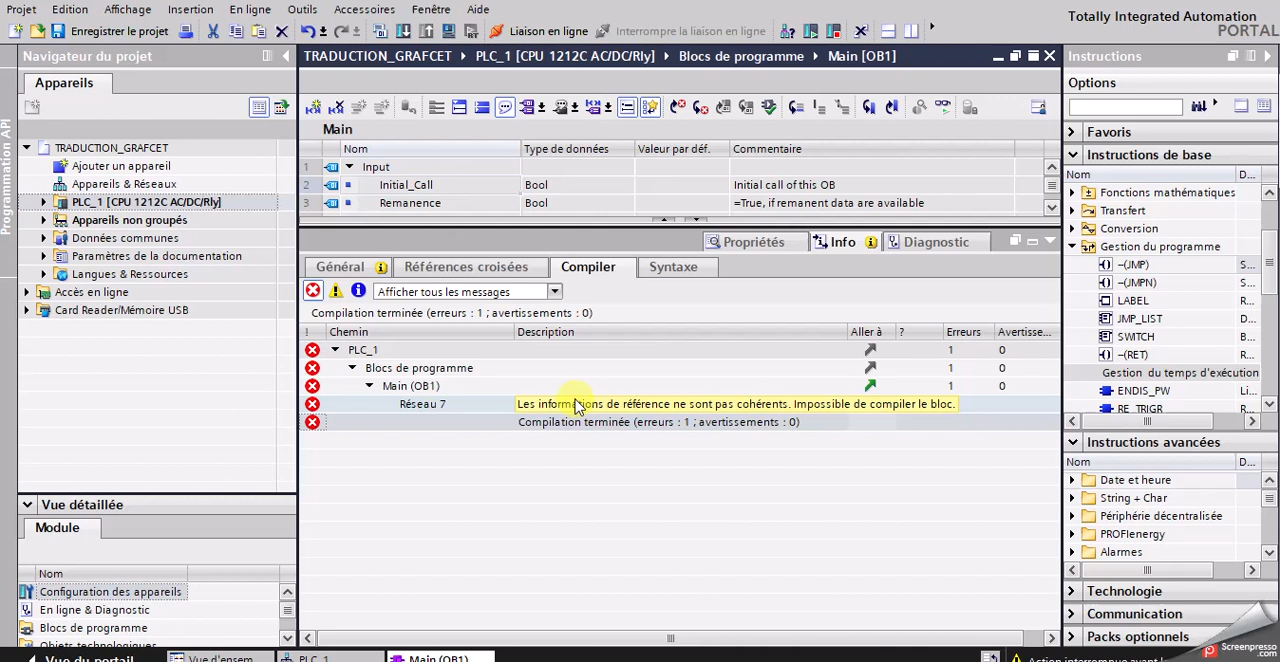 Projet Edition Affichage Insertion En ligne Outils Accessoires Fenêtre Aide
Totally Integrated Automation
PORTAL
Enregistrer le projet
Liaison en ligne
Interrompre la liaison en ligne
Navigateur du projet
TRADUCTION_GRAFCET
PLC_1 [CPU 1212C AC/DC/Rly]
Blocs de programme
Main [OB1]
Instructions
Appareils
Options
Programmation API
Main
Favoris
Instructions de base
Nom Type de données Valeur par déf. Commentaire
1 Input
2 Initial_Call Bool Initial call of this OB
3 Remanence Bool =True, if remanent data are available
TRADUCTION_GRAFCET
Ajouter un appareil
Appareils & Réseaux
PLC_1 [CPU 1212C AC/DC/Rly]
Appareils non groupés
Données communes
Paramètres de la documentation
Langues & Ressources
Accès en ligne
Card Reader/Mémoire USB
Propriétés Info Diagnostic
Général Références croisées Compiler Syntaxe
Afficher tous les messages
Compilation terminée (erreurs : 1 ; avertissements : 0)
! Chemin Description Aller à ? Erreurs Avertisse...
PLC_1 1 0
Blocs de programme 1 0
Main (OB1) 1 0
Réseau 7 Les informations de référence ne sont pas cohérents. Impossible de compiler le bloc.
Compilation terminée (erreurs : 1 ; avertissements : 0)
Nom D...
Fonctions mathématiques
Transfert
Conversion
Gestion du programme
–(JMP) S...
–(JMPN) S...
LABEL R...
JMP_LIST D...
SWITCH D...
–(RET) R...
Gestion du temps d'exécution
ENDIS_PW Li...
RE_TRIGR R...
Instructions avancées
Nom D...
Date et heure
String + Char
Périphérie décentralisée
PROFIenergy
Alarmes
Technologie
Communication
Packs optionnels
Vue détaillée
Module
Nom
Configuration des appareils
En ligne & Diagnostic
Blocs de programme
Objets technologiques
Vue du portail
Vue d'ensem...
PLC_1
Main (OB1)
Action interrompue avant
Screenpresso
.com